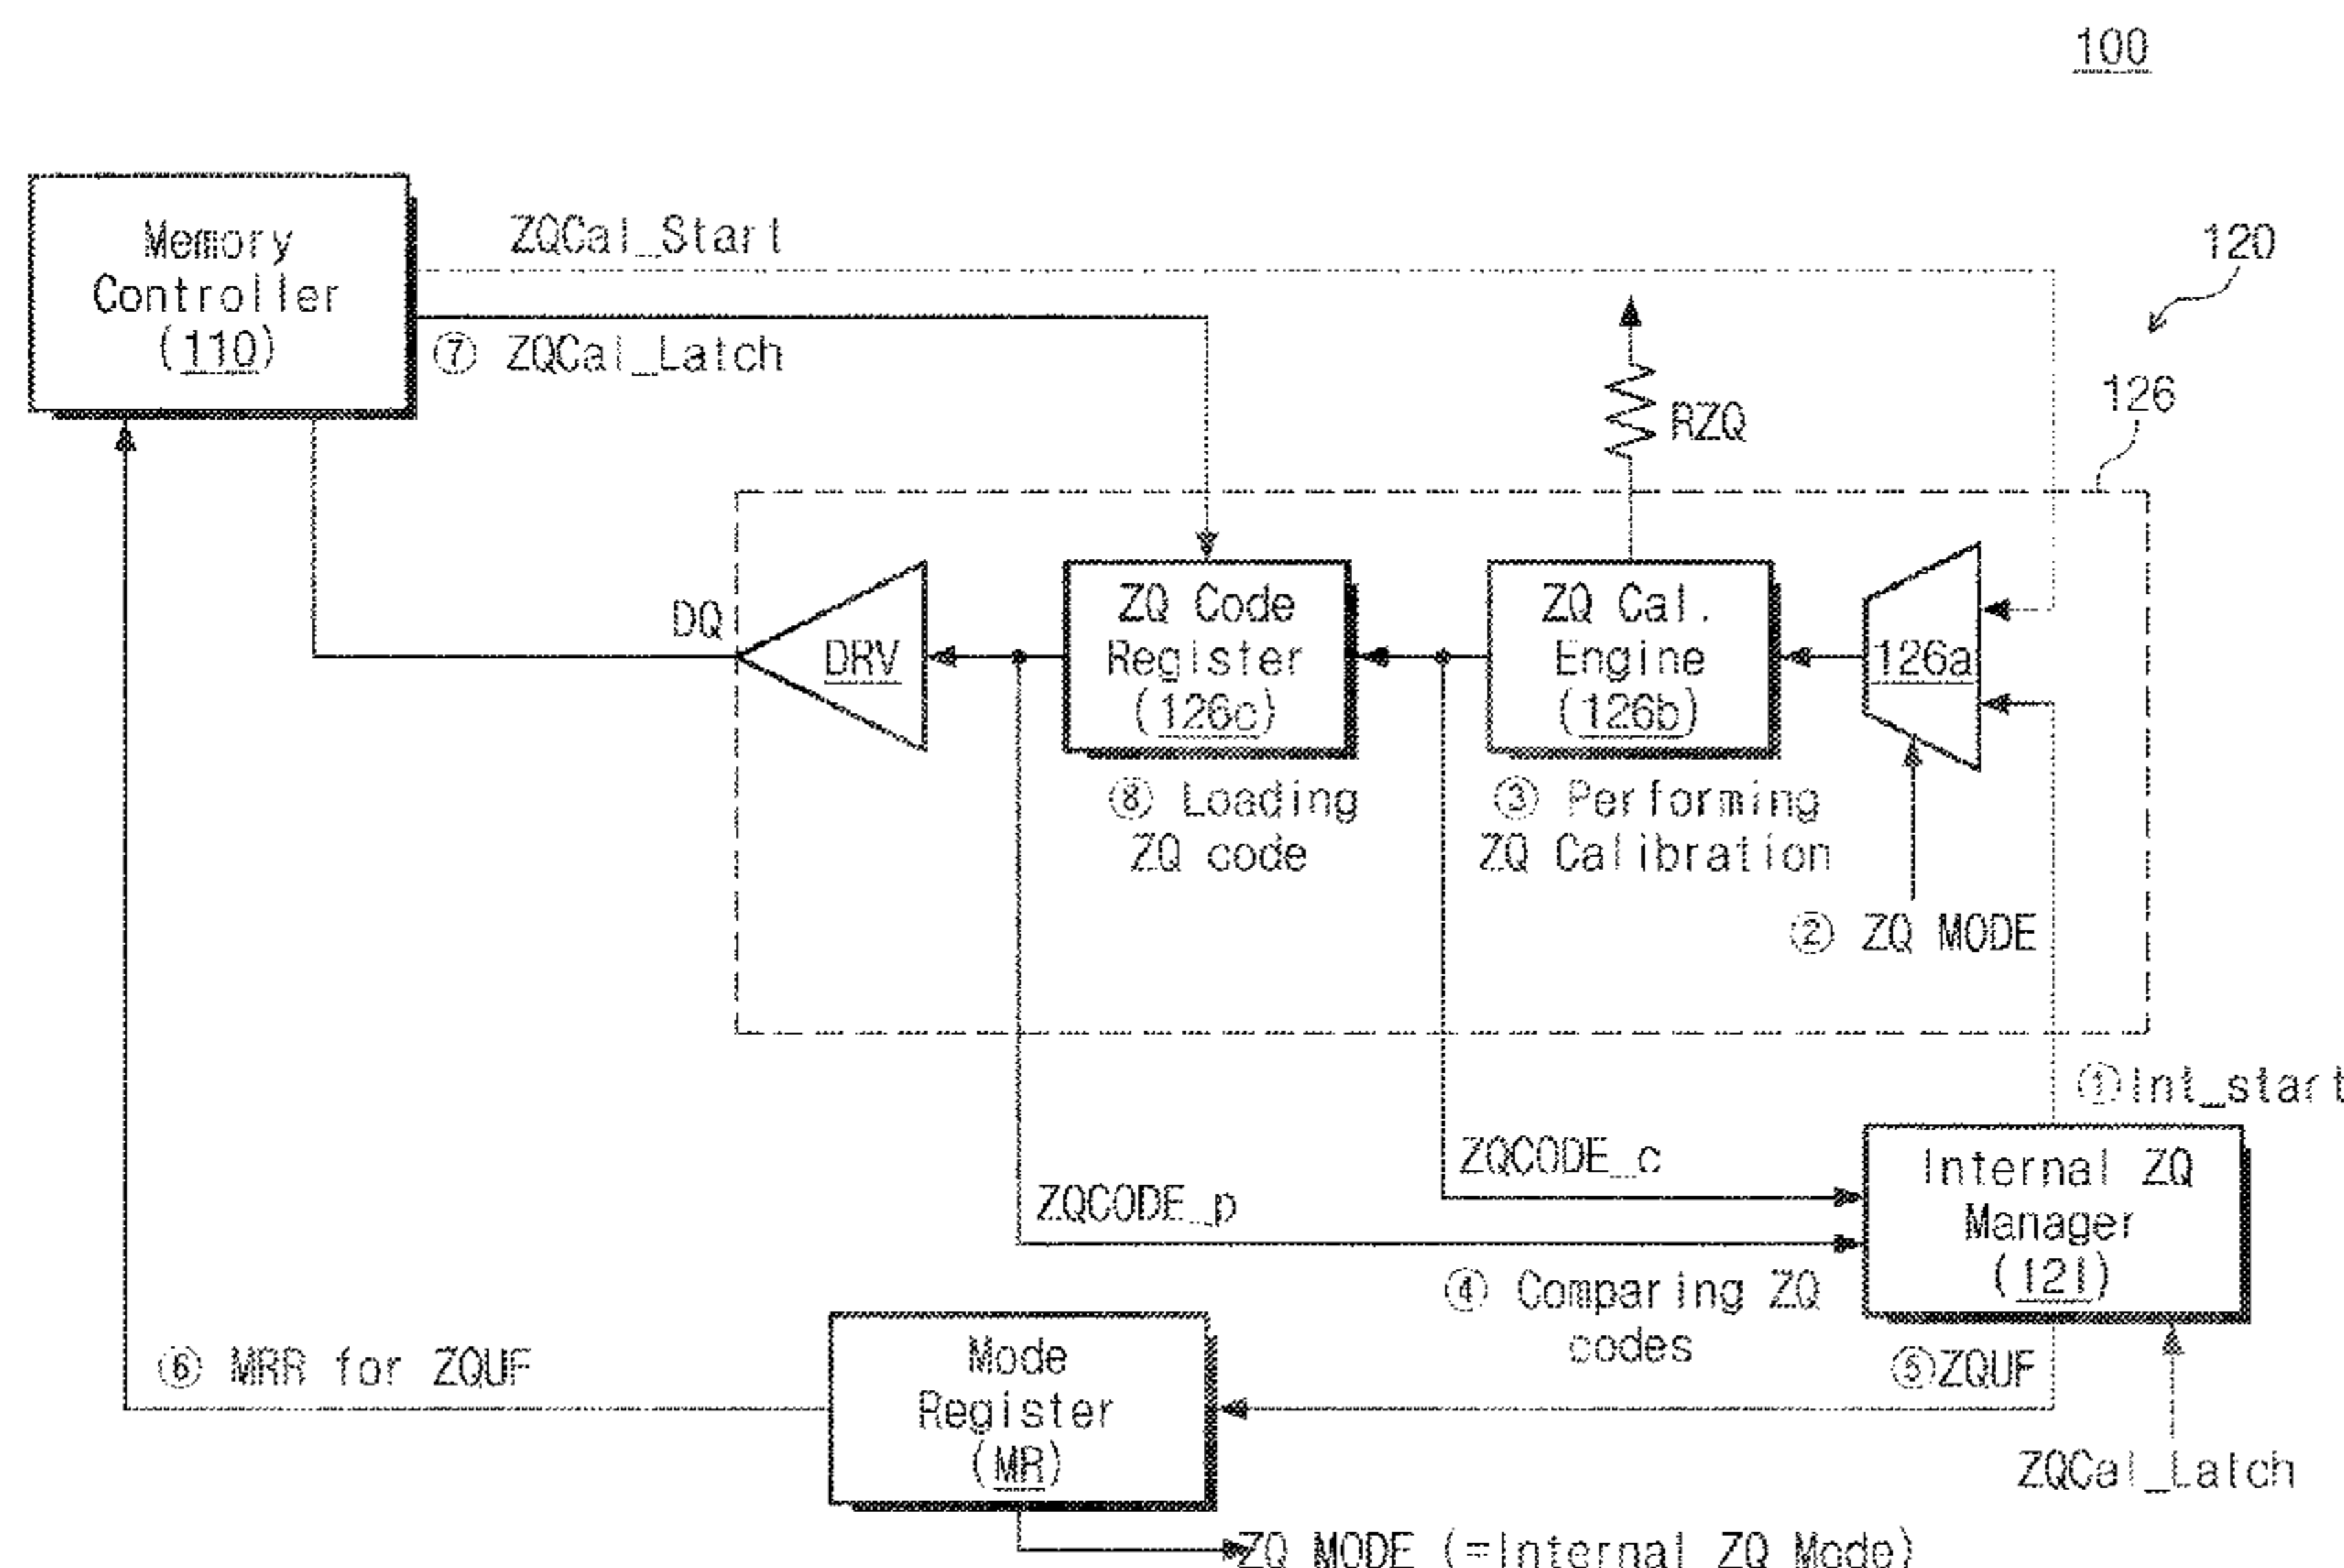 100
Memory
Controller
(110)
ZQCal_Start
⑦ ZQCal_Latch
120
126
RZQ
DQ
DRV
ZQ Code
Register
(126c)
ZQ Cal.
Engine
(126b)
126a
⑧ Loading
ZQ code
③ Performing
ZQ Calibration
② ZQ MODE
①Int_start
ZQCODE_c
ZQCODE_p
Internal ZQ
Manager
(121)
④ Comparing ZQ
codes
⑤ZQUF
⑥ MRR for ZQUF
Mode
Register
(MR)
ZQCal_Latch
ZQ MODE (=Internal ZQ Mode)